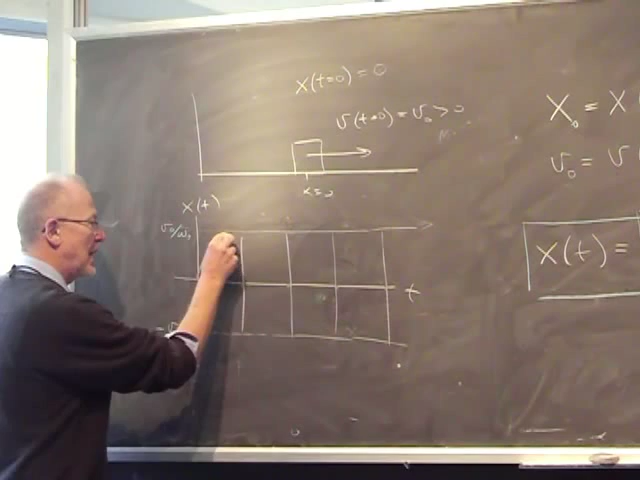 x(t=0) = 0
v(t=0) = v₀ > 0
x=0
x(t)
v₀/ω₀
t
X₀ = X
v₀ = v
x(t) =